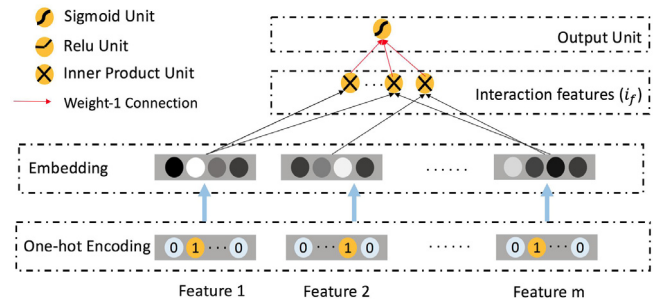 Sigmoid Unit
Relu Unit
Inner Product Unit
Weight-1 Connection
Output Unit
Interaction features (i_f)
Embedding
One-hot Encoding
0 1 ··· 0
0 ··· 1 0
0 1 ··· 0
Feature 1
Feature 2
Feature m